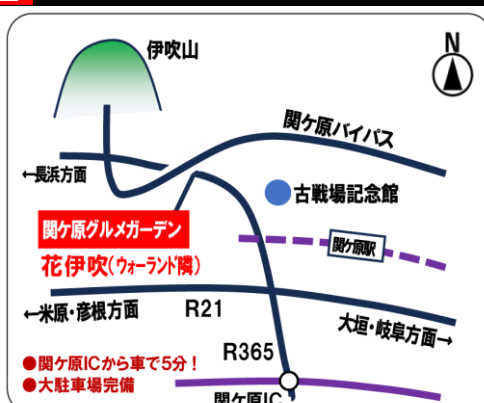 伊吹山
N
関ケ原バイパス
←長浜方面
古戦場記念館
関ケ原グルメガーデン
関ケ原駅
花伊吹(ウォーランド隣)
←米原・彦根方面
R21
大垣・岐阜方面→
R365
●関ケ原ICから車で5分!
●大駐車場完備
関ケ原IC